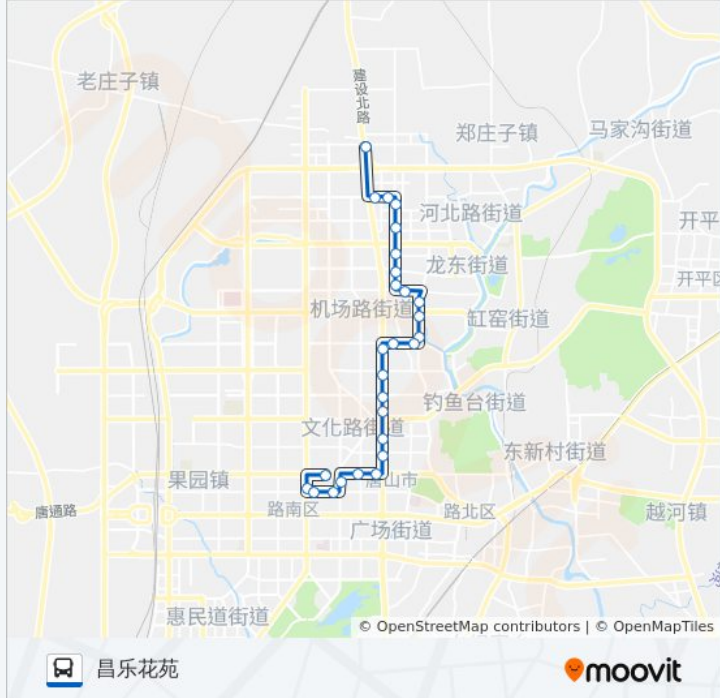 老庄子镇
建设北路
郑庄子镇
马家沟街道
河北路街道
开平
龙东街道
开平区
机场路街道
缸窑街道
钓鱼台街道
文化路街道
东新村街道
果园镇
唐山市
路南区
路北区
越河镇
唐通路
广场街道
惠民道街道
© OpenStreetMap contributors | © OpenMapTiles
昌乐花苑
moovit